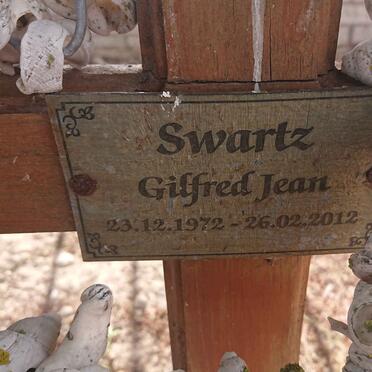 Swartz
Gilfred Jean
23.12.1972 - 26.02.2012